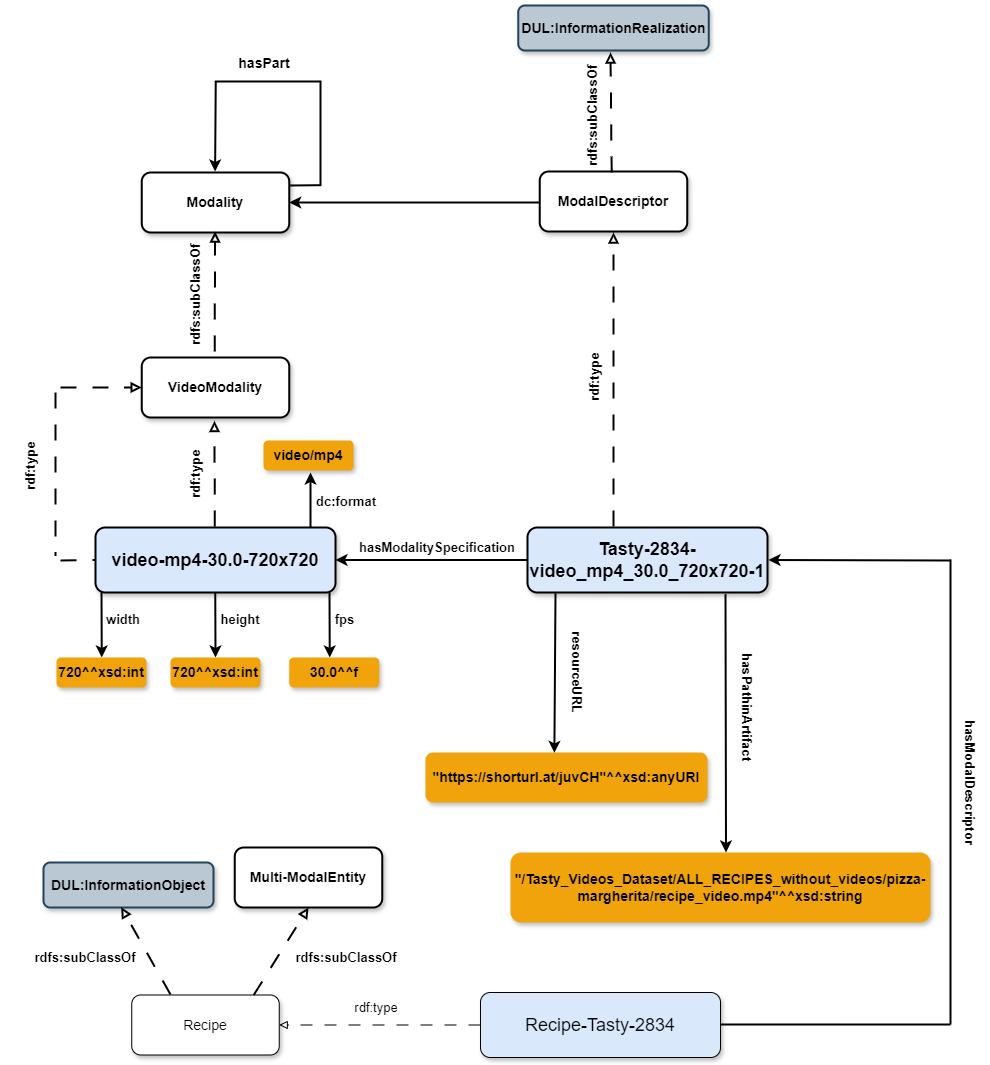 DUL:InformationRealization
hasPart
rdfs:subClassOf
Modality
ModalDescriptor
rdfs:subClassOf
rdf:type
VideoModality
rdf:type
rdf:type
video/mp4
dc:format
video-mp4-30.0-720x720
hasModalitySpecification
Tasty-2834-
video_mp4_30.0_720x720-1
width
height
fps
720^^xsd:int
720^^xsd:int
30.0^^f
resourceURL
hasPathinArtifact
hasModalDescriptor
"https://shorturl.at/juvCH"^^xsd:anyURI
"/Tasty_Videos_Dataset/ALL_RECIPES_without_videos/pizza-
margherita/recipe_video.mp4"^^xsd:string
DUL:InformationObject
Multi-ModalEntity
rdfs:subClassOf
rdfs:subClassOf
Recipe
rdf:type
Recipe-Tasty-2834